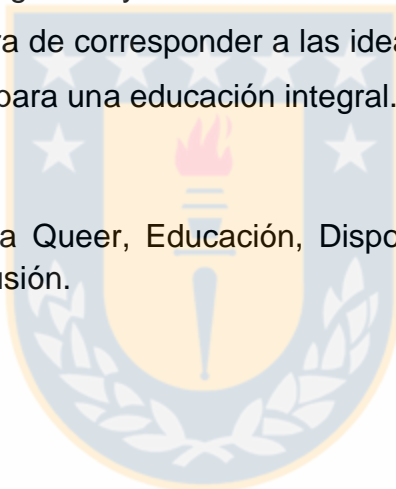 ra de corresponder a las idea
para una educación integral.
a Queer, Educación, Dispo
usión.